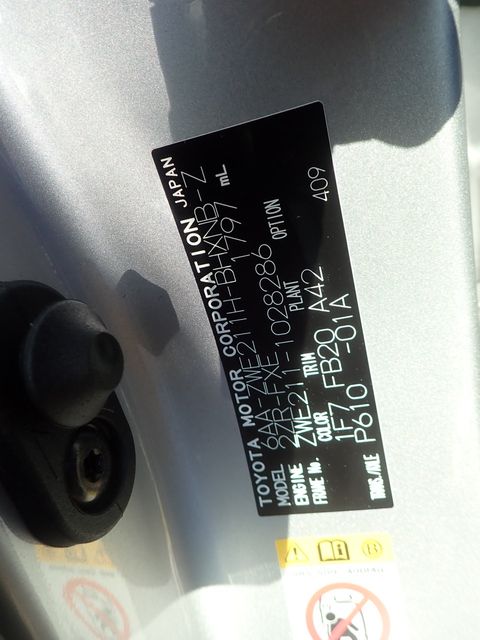 TOYOTA MOTOR CORPORATION JAPAN
MODEL 6AA-ZWE211H-BHXNB-Z
ENGINE 2ZR-FXE 1797 mL
FRAME No. ZWE211-1028286
COLOR TRIM PLANT OPTION
1F7 FB20 A42 409
TRANS./AXLE P610 -01A